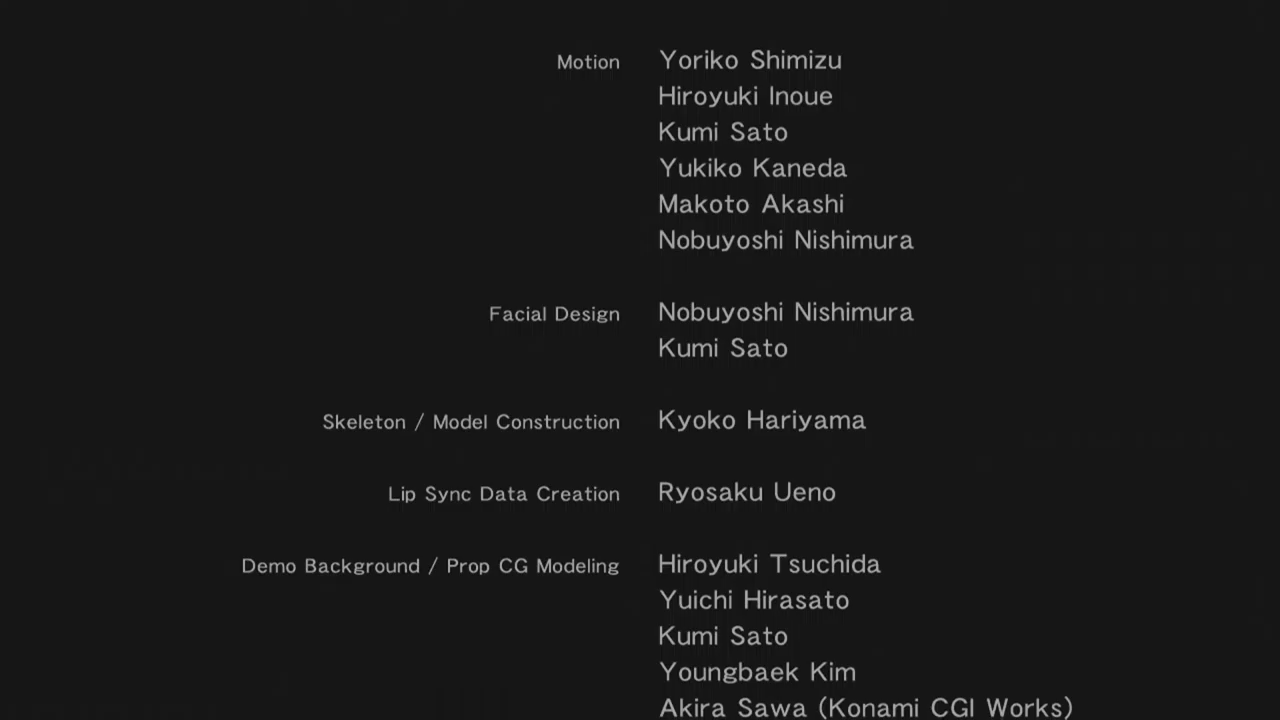 Motion Yoriko Shimizu
Hiroyuki Inoue
Kumi Sato
Yukiko Kaneda
Makoto Akashi
Nobuyoshi Nishimura
Facial Design Nobuyoshi Nishimura
Kumi Sato
Skeleton / Model Construction Kyoko Hariyama
Lip Sync Data Creation Ryosaku Ueno
Demo Background / Prop CG Modeling Hiroyuki Tsuchida
Yuichi Hirasato
Kumi Sato
Youngbaek Kim
Akira Sawa (Konami CGI Works)